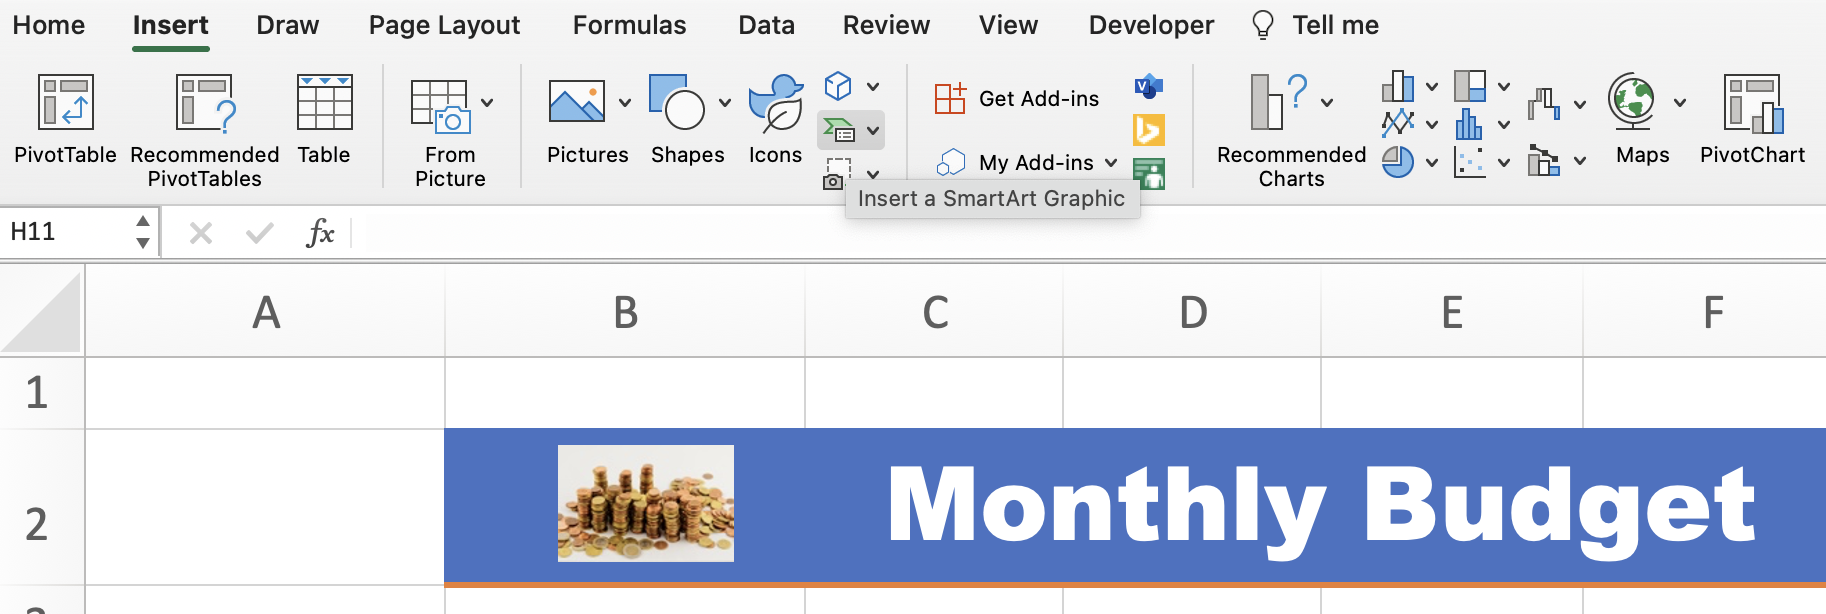 Home Insert Draw Page Layout Formulas Data Review View Developer Tell me
PivotTable
Recommended
PivotTables
Table
From
Picture
Pictures
Shapes
Icons
Get Add-ins
My Add-ins
Recommended
Charts
Maps
PivotChart
Insert a SmartArt Graphic
H11
fx
A B C D E F
1
2
Monthly Budget